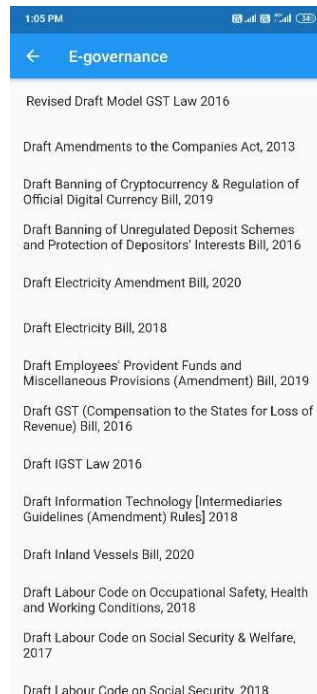 1:05 PM
34
E-governance
Revised Draft Model GST Law 2016
Draft Amendments to the Companies Act, 2013
Draft Banning of Cryptocurrency & Regulation of
Official Digital Currency Bill, 2019
Draft Banning of Unregulated Deposit Schemes
and Protection of Depositors' Interests Bill, 2016
Draft Electricity Amendment Bill, 2020
Draft Electricity Bill, 2018
Draft Employees' Provident Funds and
Miscellaneous Provisions (Amendment) Bill, 2019
Draft GST (Compensation to the States for Loss of
Revenue) Bill, 2016
Draft IGST Law 2016
Draft Information Technology [Intermediaries
Guidelines (Amendment) Rules] 2018
Draft Inland Vessels Bill, 2020
Draft Labour Code on Occupational Safety, Health
and Working Conditions, 2018
Draft Labour Code on Social Security & Welfare,
2017
Draft Labour Code on Social Security, 2018